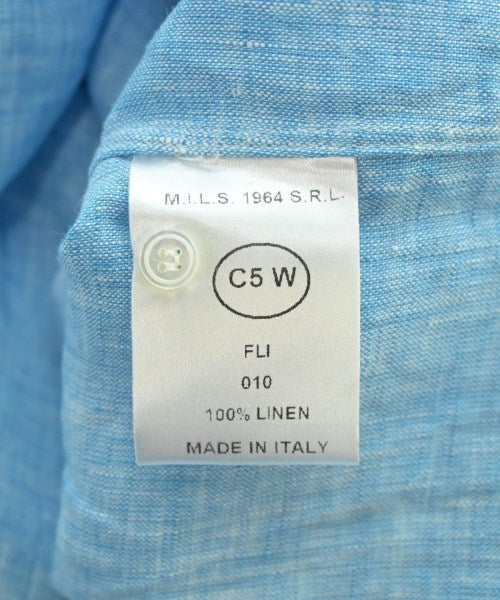 M.I.L.S. 1964 S.R.L.
C5 W
FLI
010
100% LINEN
MADE IN ITALY